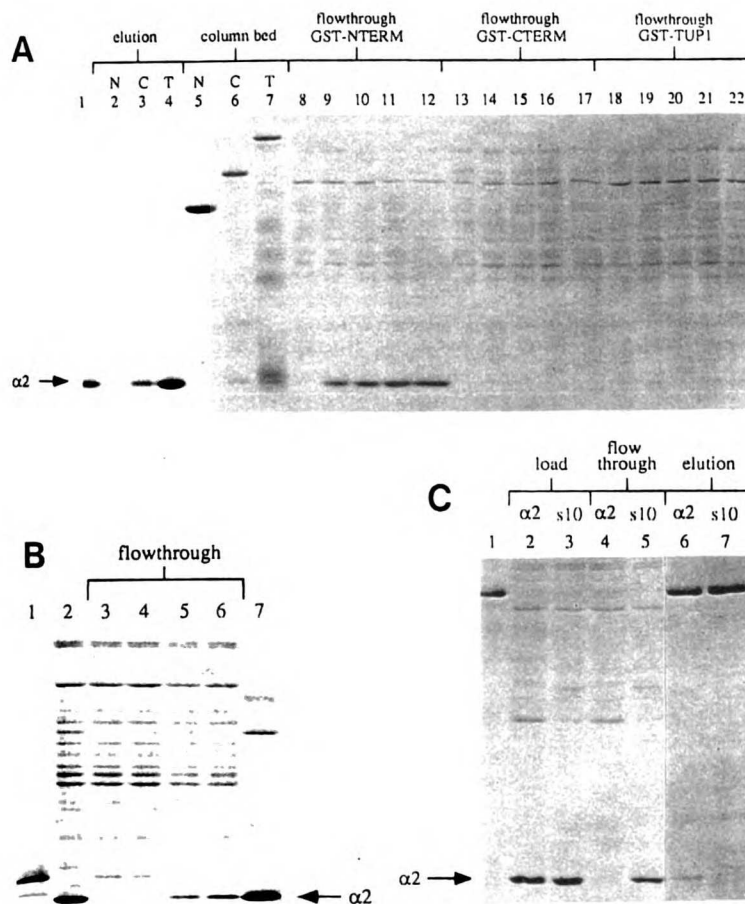 flowthrough flowthrough flowthrough
elution column bed GST-NTERM GST-CTERM GST-TUP1
A
N C T N C T
1 2 3 4 5 6 7 8 9 10 11 12 13 14 15 16 17 18 19 20 21 22
α2
flow
load through elution
C
α2 s10 α2 s10 α2 s10
1 2 3 4 5 6 7
B
flowthrough
1 2 3 4 5 6 7
α2
α2